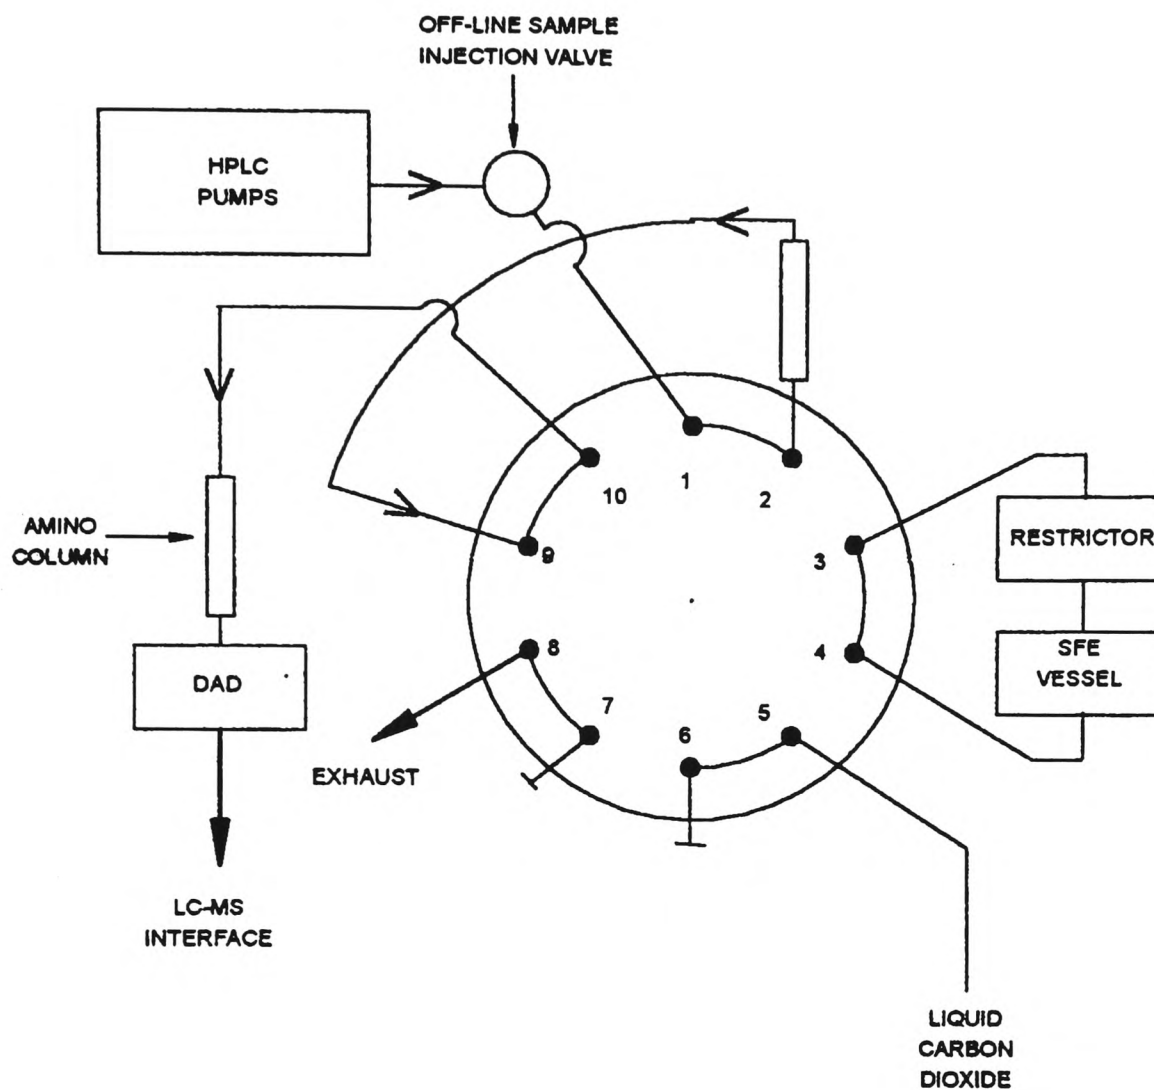 OFF-LINE SAMPLE
INJECTION VALVE
HPLC
PUMPS
10
1
2
AMINO
COLUMN
9
3
RESTRICTOR
8
4
SFE
VESSEL
DAD
7
6
5
EXHAUST
LC-MS
INTERFACE
LIQUID
CARBON
DIOXIDE